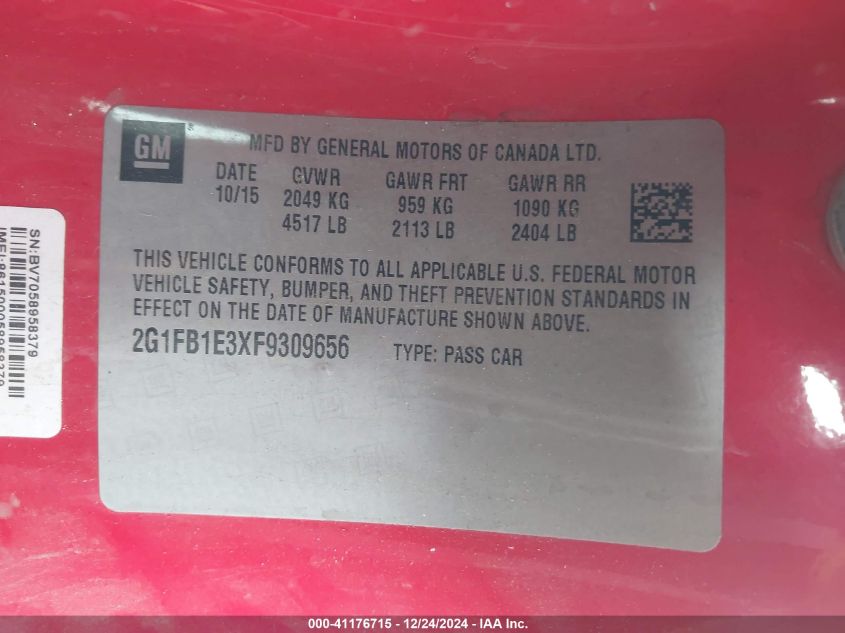 GM
MFD BY GENERAL MOTORS OF CANADA LTD.
DATE GVWR GAWR FRT GAWR RR
10/15 2049 KG 959 KG 1090 KG
4517 LB 2113 LB 2404 LB
THIS VEHICLE CONFORMS TO ALL APPLICABLE U.S. FEDERAL MOTOR
VEHICLE SAFETY, BUMPER, AND THEFT PREVENTION STANDARDS IN
EFFECT ON THE DATE OF MANUFACTURE SHOWN ABOVE.
2G1FB1E3XF9309656 TYPE: PASS CAR
SN:BV7058958379
IMEI:861500058958379
000-41176715 - 12/24/2024 - IAA Inc.